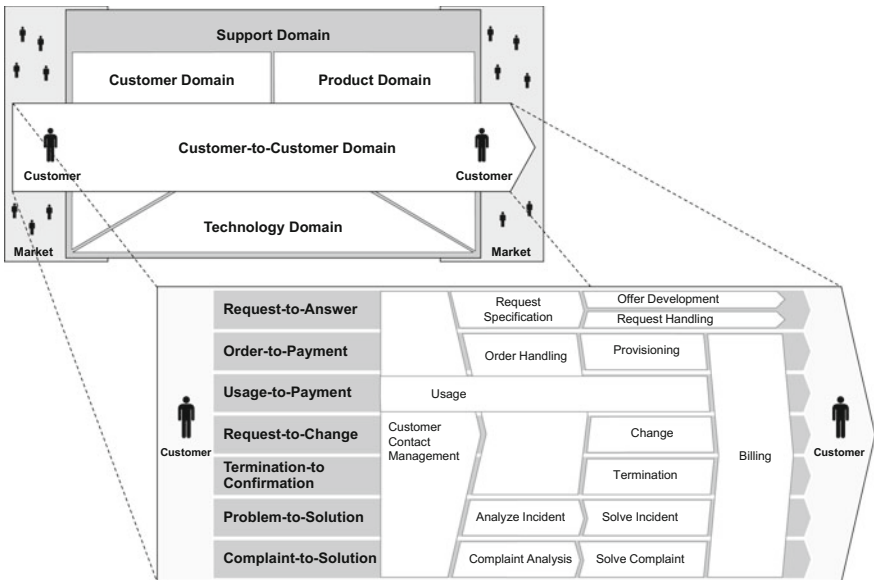 Support Domain
Customer Domain
Product Domain
Customer-to-Customer Domain
Customer
Customer
Technology Domain
Market
Market
Request-to-Answer
Request
Specification
Offer Development
Request Handling
Order-to-Payment
Order Handling
Provisioning
Usage-to-Payment
Usage
Customer
Request-to-Change
Customer
Contact
Management
Change
Billing
Customer
Termination-to
Confirmation
Termination
Problem-to-Solution
Analyze Incident
Solve Incident
Complaint-to-Solution
Complaint Analysis
Solve Complaint